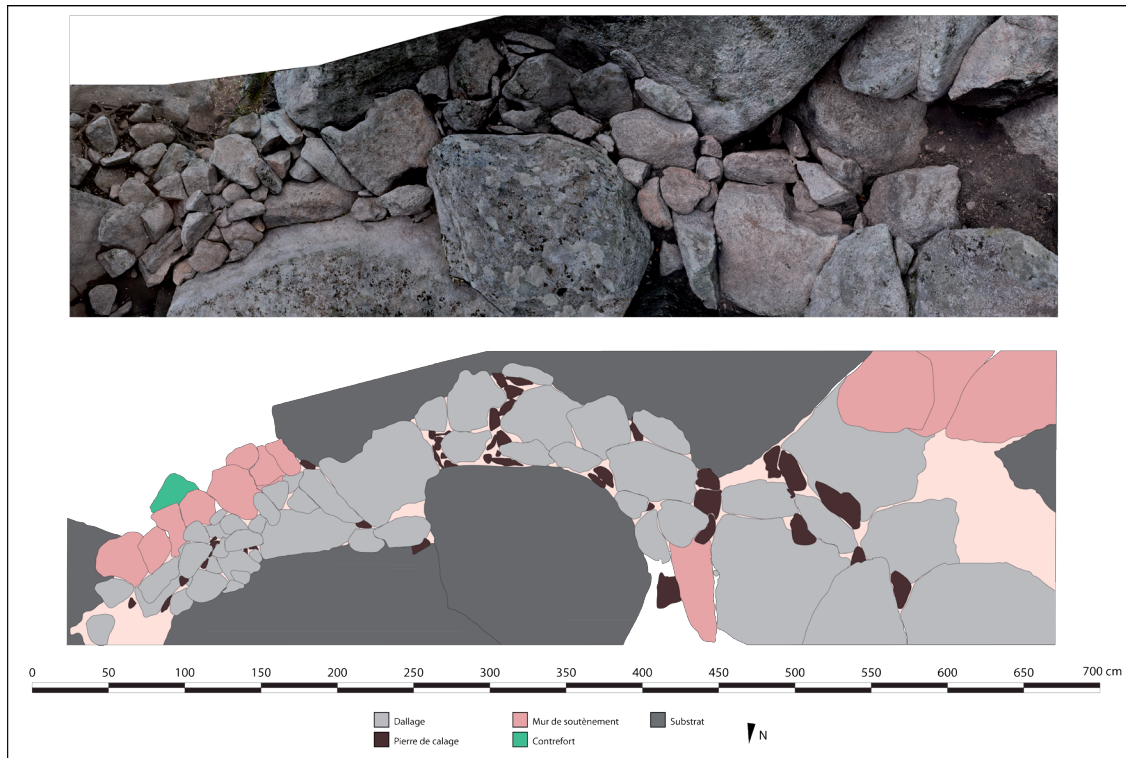 0 50 100 150 200 250 300 350 400 450 500 550 600 650 700 cm
Dallage Mur de soutènement Substrat
Pierre de calage Contrefort N